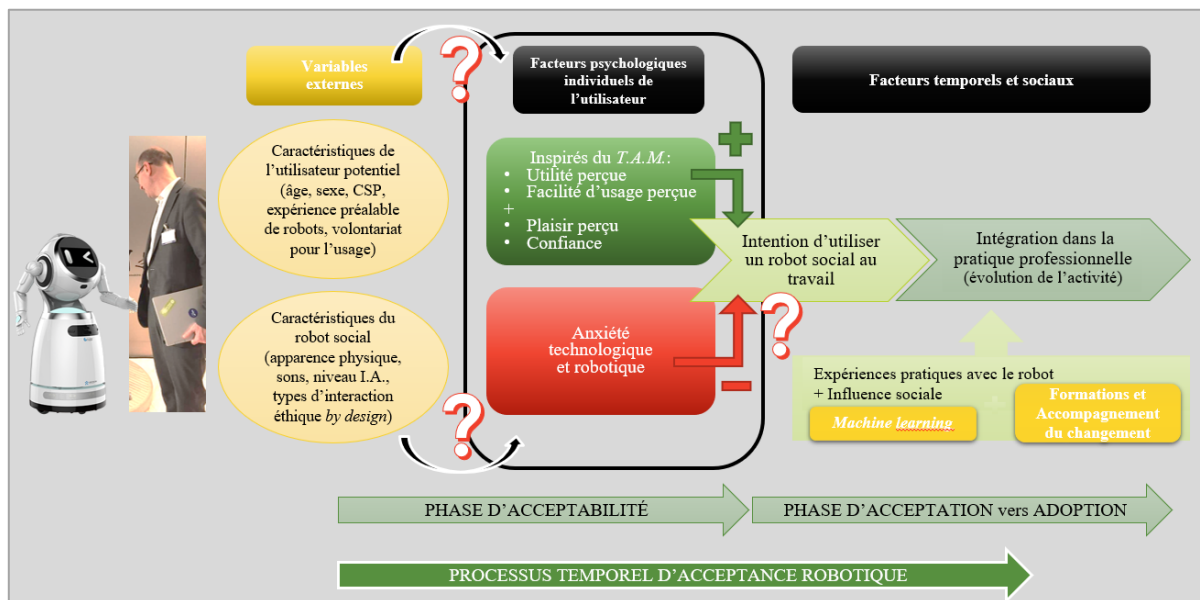 Variables
externes
?
Facteurs psychologiques
individuels de
l’utilisateur
Facteurs temporels et sociaux
Caractéristiques de
l’utilisateur potentiel
(âge, sexe, CSP,
expérience préalable
de robots, volontariat
pour l’usage)
Inspirés du T.A.M.:
• Utilité perçue
• Facilité d’usage perçue
+
• Plaisir perçu
• Confiance
Intention d’utiliser
un robot social au
travail
Intégration dans la
pratique professionnelle
(évolution de l’activité)
Caractéristiques du
robot social
(apparence physique,
sons, niveau I.A.,
types d’interaction
éthique by design)
?
Anxiété
technologique
et robotique
?
Expériences pratiques avec le robot
+ Influence sociale
Machine learning
Formations et
Accompagnement
du changement
PHASE D’ACCEPTABILITÉ
PHASE D’ACCEPTATION vers ADOPTION
PROCESSUS TEMPOREL D’ACCEPTANCE ROBOTIQUE